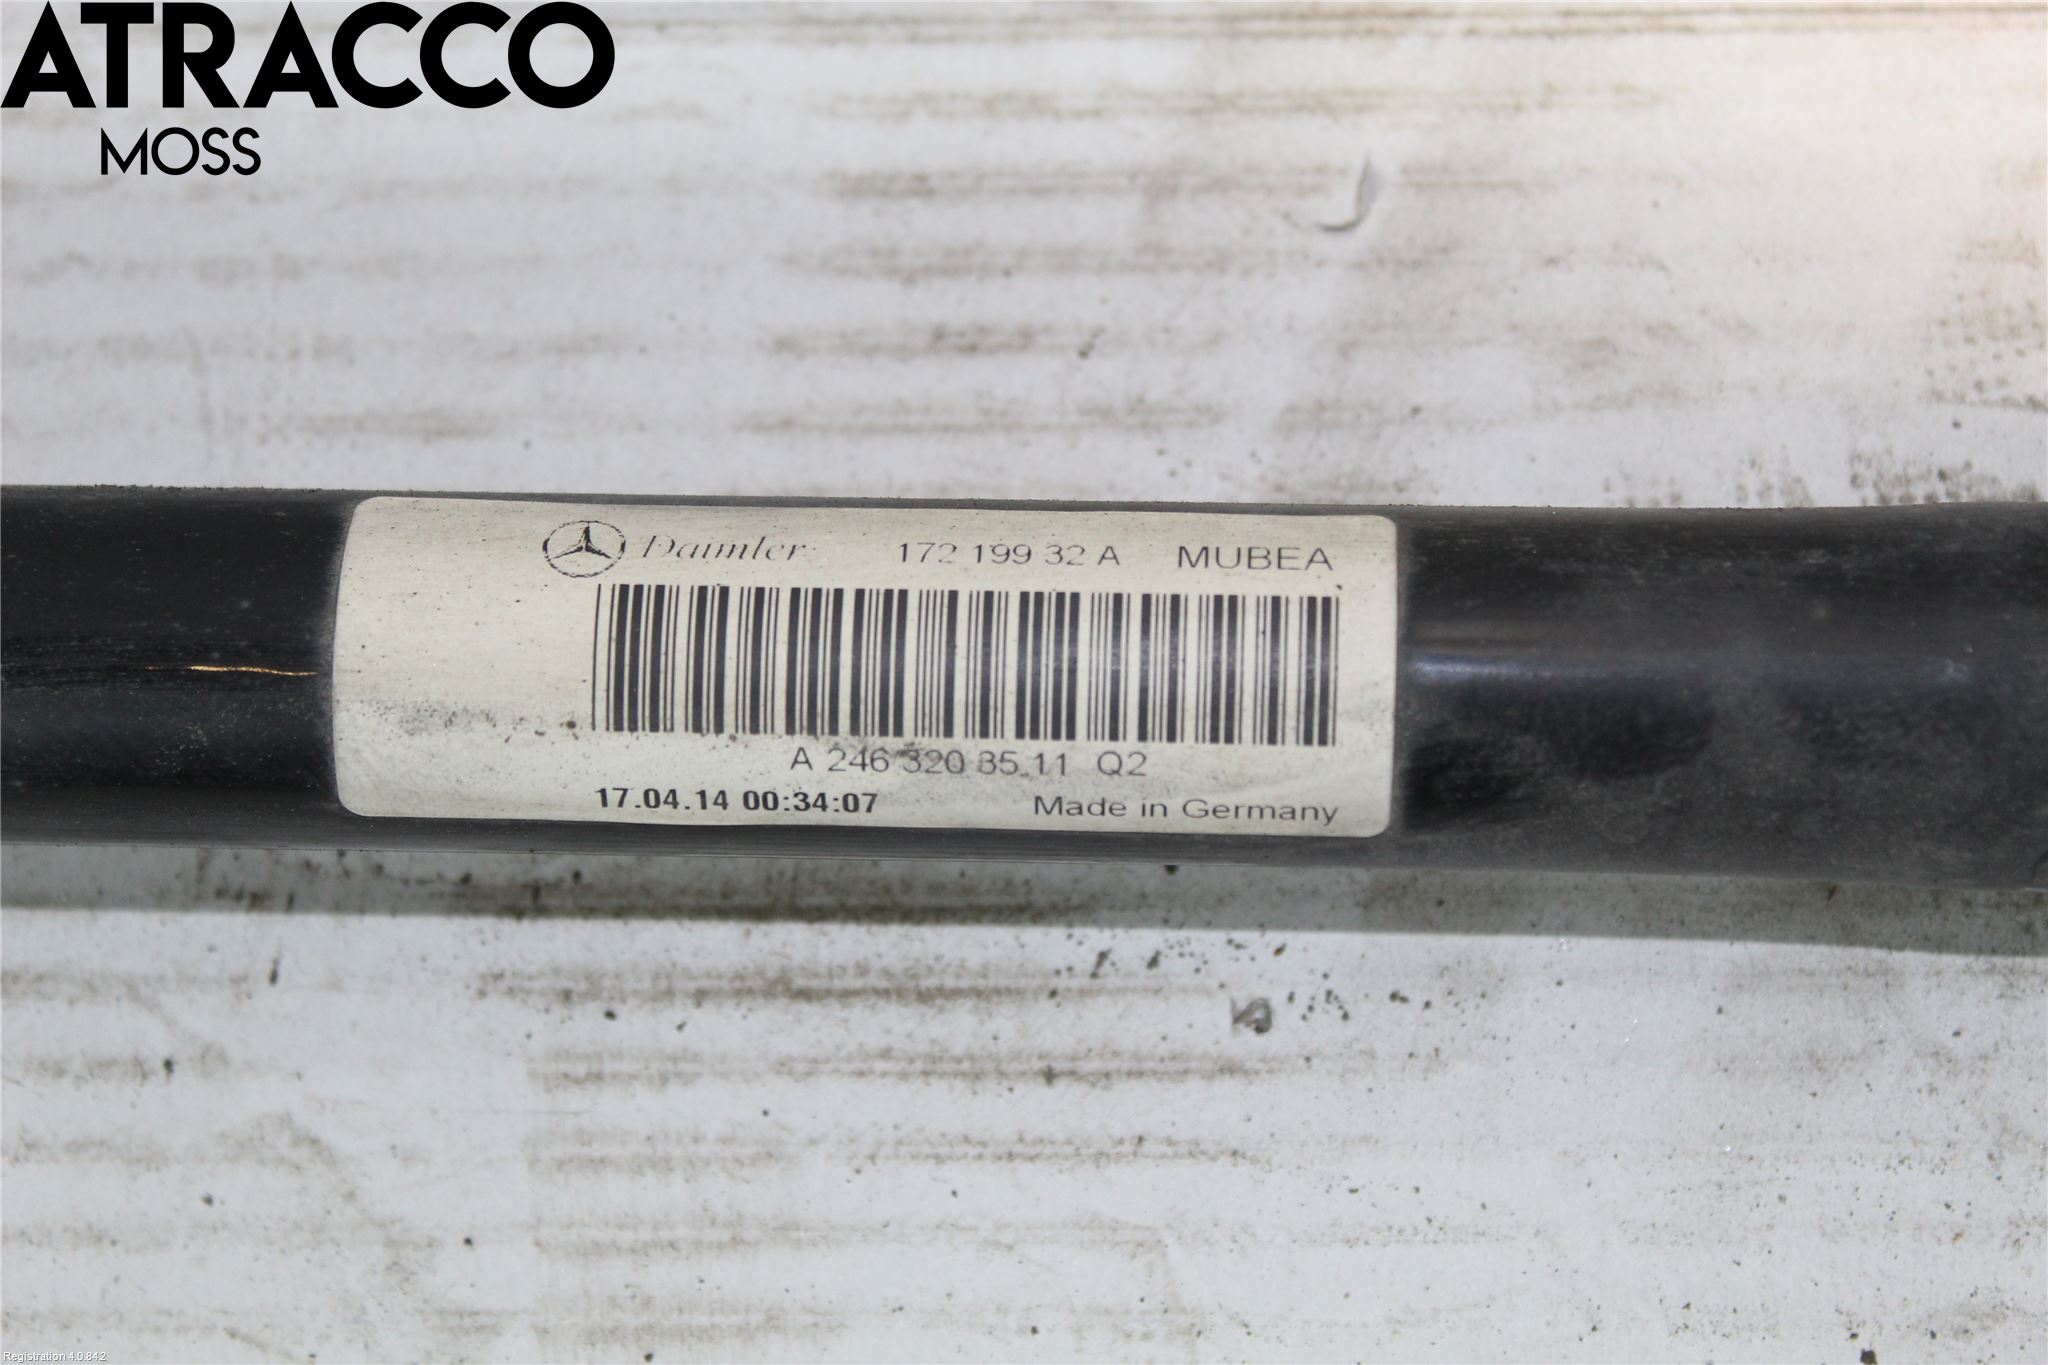 ATRACCO
MOSS
Daimler 172 199 32 A MUBEA
A 246 320 35 11 Q2
17.04.14 00:34:07 Made in Germany
Registration 4.0.842